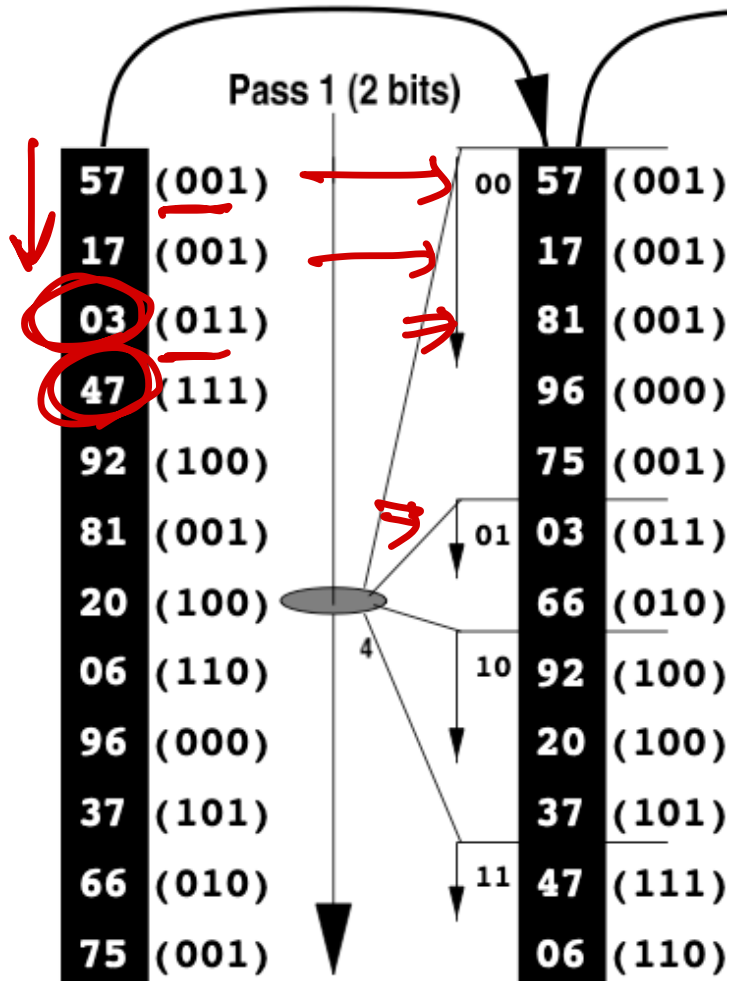 Pass 1 (2 bits)
57 (001) 00 57 (001)
17 (001) 17 (001)
03 (011) 81 (001)
47 (111) 96 (000)
92 (100) 75 (001)
81 (001) 01 03 (011)
20 (100) 66 (010)
4
06 (110) 10 92 (100)
96 (000) 20 (100)
37 (101) 37 (101)
66 (010) 11 47 (111)
75 (001) 06 (110)